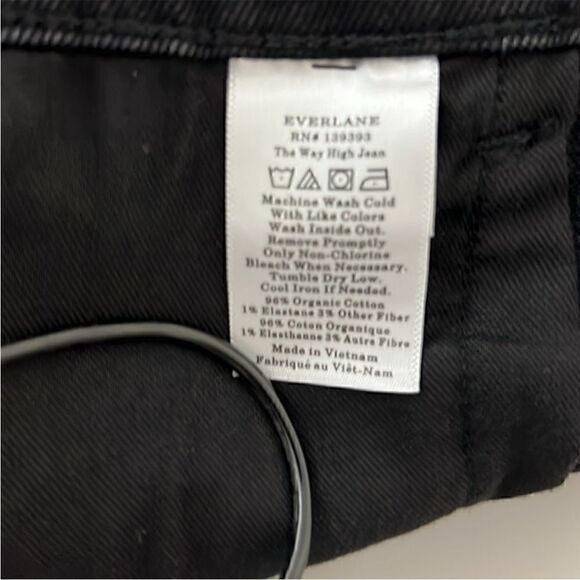 EVERLANE
RN# 139393
The Way High Jean
Machine Wash Cold
With Like Colors
Wash Inside Out.
Remove Promptly
Only Non-Chlorine
Bleach When Necessary.
Tumble Dry Low.
Cool Iron If Needed.
96% Organic Cotton
1% Elastane 3% Other Fiber
96% Coton Organique
1% Elasthanne 3% Autre Fibre
Made in Vietnam
Fabriqué au Viêt-Nam